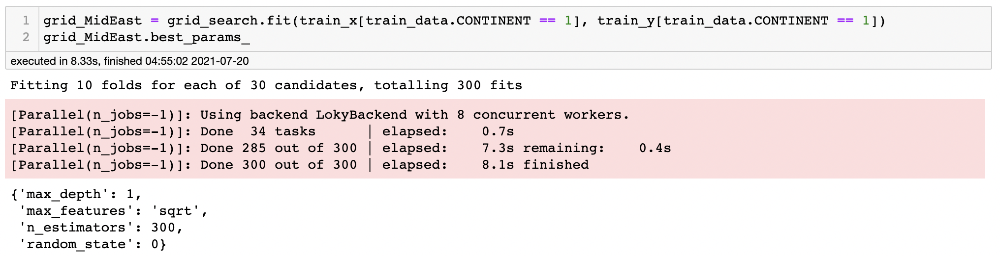 1 grid_MidEast = grid_search.fit(train_x[train_data.CONTINENT == 1], train_y[train_data.CONTINENT == 1])
2 grid_MidEast.best_params_
executed in 8.33s, finished 04:55:02 2021-07-20
Fitting 10 folds for each of 30 candidates, totalling 300 fits
[Parallel(n_jobs=-1)]: Using backend LokyBackend with 8 concurrent workers.
[Parallel(n_jobs=-1)]: Done  34 tasks      | elapsed:    0.7s
[Parallel(n_jobs=-1)]: Done 285 out of 300 | elapsed:    7.3s remaining:    0.4s
[Parallel(n_jobs=-1)]: Done 300 out of 300 | elapsed:    8.1s finished
{'max_depth': 1,
 'max_features': 'sqrt',
 'n_estimators': 300,
 'random_state': 0}